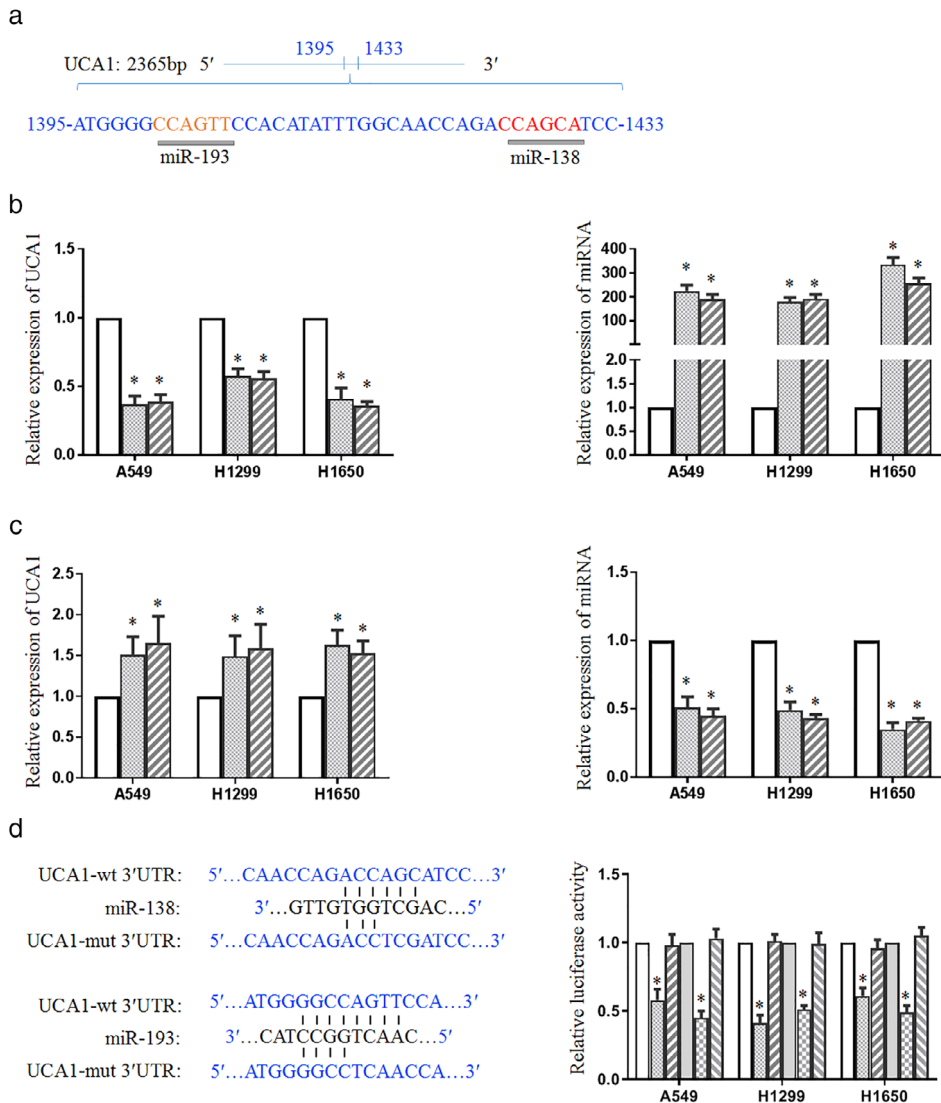 a
1395 1433
UCA1: 2365bp 5′ 3′
1395-ATGGGGCCAGTTCCACATATTTGGCAACCAGACCAGCATCC-1433
miR-193 miR-138
b
Relative expression of UCA1
1.5
1.0
0.5
0.0
* * * * * *
A549 H1299 H1650
Relative expression of miRNA
400
300
200
100
2.0
1.5
1.0
0.5
0.0
* * * * * *
A549 H1299 H1650
c
Relative expression of UCA1
2.5
2.0
1.5
1.0
0.5
0.0
* * * * * *
A549 H1299 H1650
Relative expression of miRNA
1.5
1.0
0.5
0.0
* * * * * *
A549 H1299 H1650
d
UCA1-wt 3′UTR: 5′…CAACCAGACCAGCATCC…3′
miR-138: 3′…GTTGTGGTCGAC…5′
UCA1-mut 3′UTR: 5′…CAACCAGACCTCGATCC…3′
UCA1-wt 3′UTR: 5′…ATGGGGCCAGTTCCA…3′
miR-193: 3′…CATCCGGTCAAC…5′
UCA1-mut 3′UTR: 5′…ATGGGGCCTCAACCA…3′
Relative luciferase activity
1.5
1.0
0.5
0.0
* * * * * *
A549 H1299 H1650